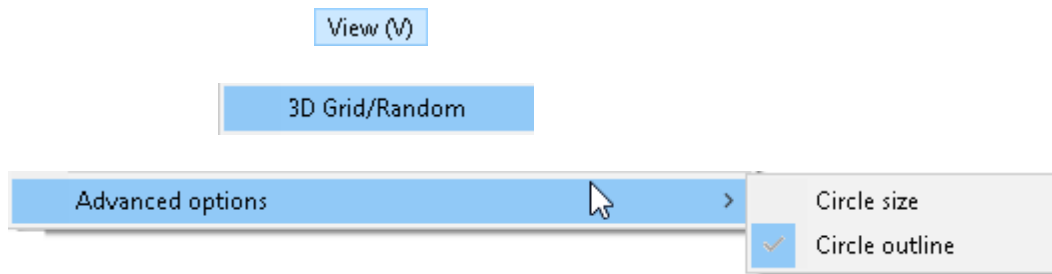 View (V)
3D Grid/Random
Advanced options
Circle size
Circle outline